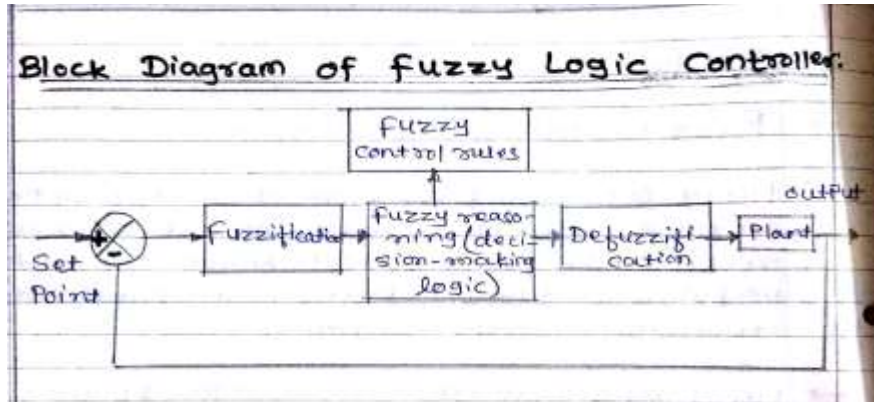 Block Diagram of fuzzy Logic Controller.
fuzzy
control rules
output
+
Fuzzification
fuzzy reaso-
ning (deci-
sion-making
logic)
Defuzzifi
cation
Plant
-
Set
Point